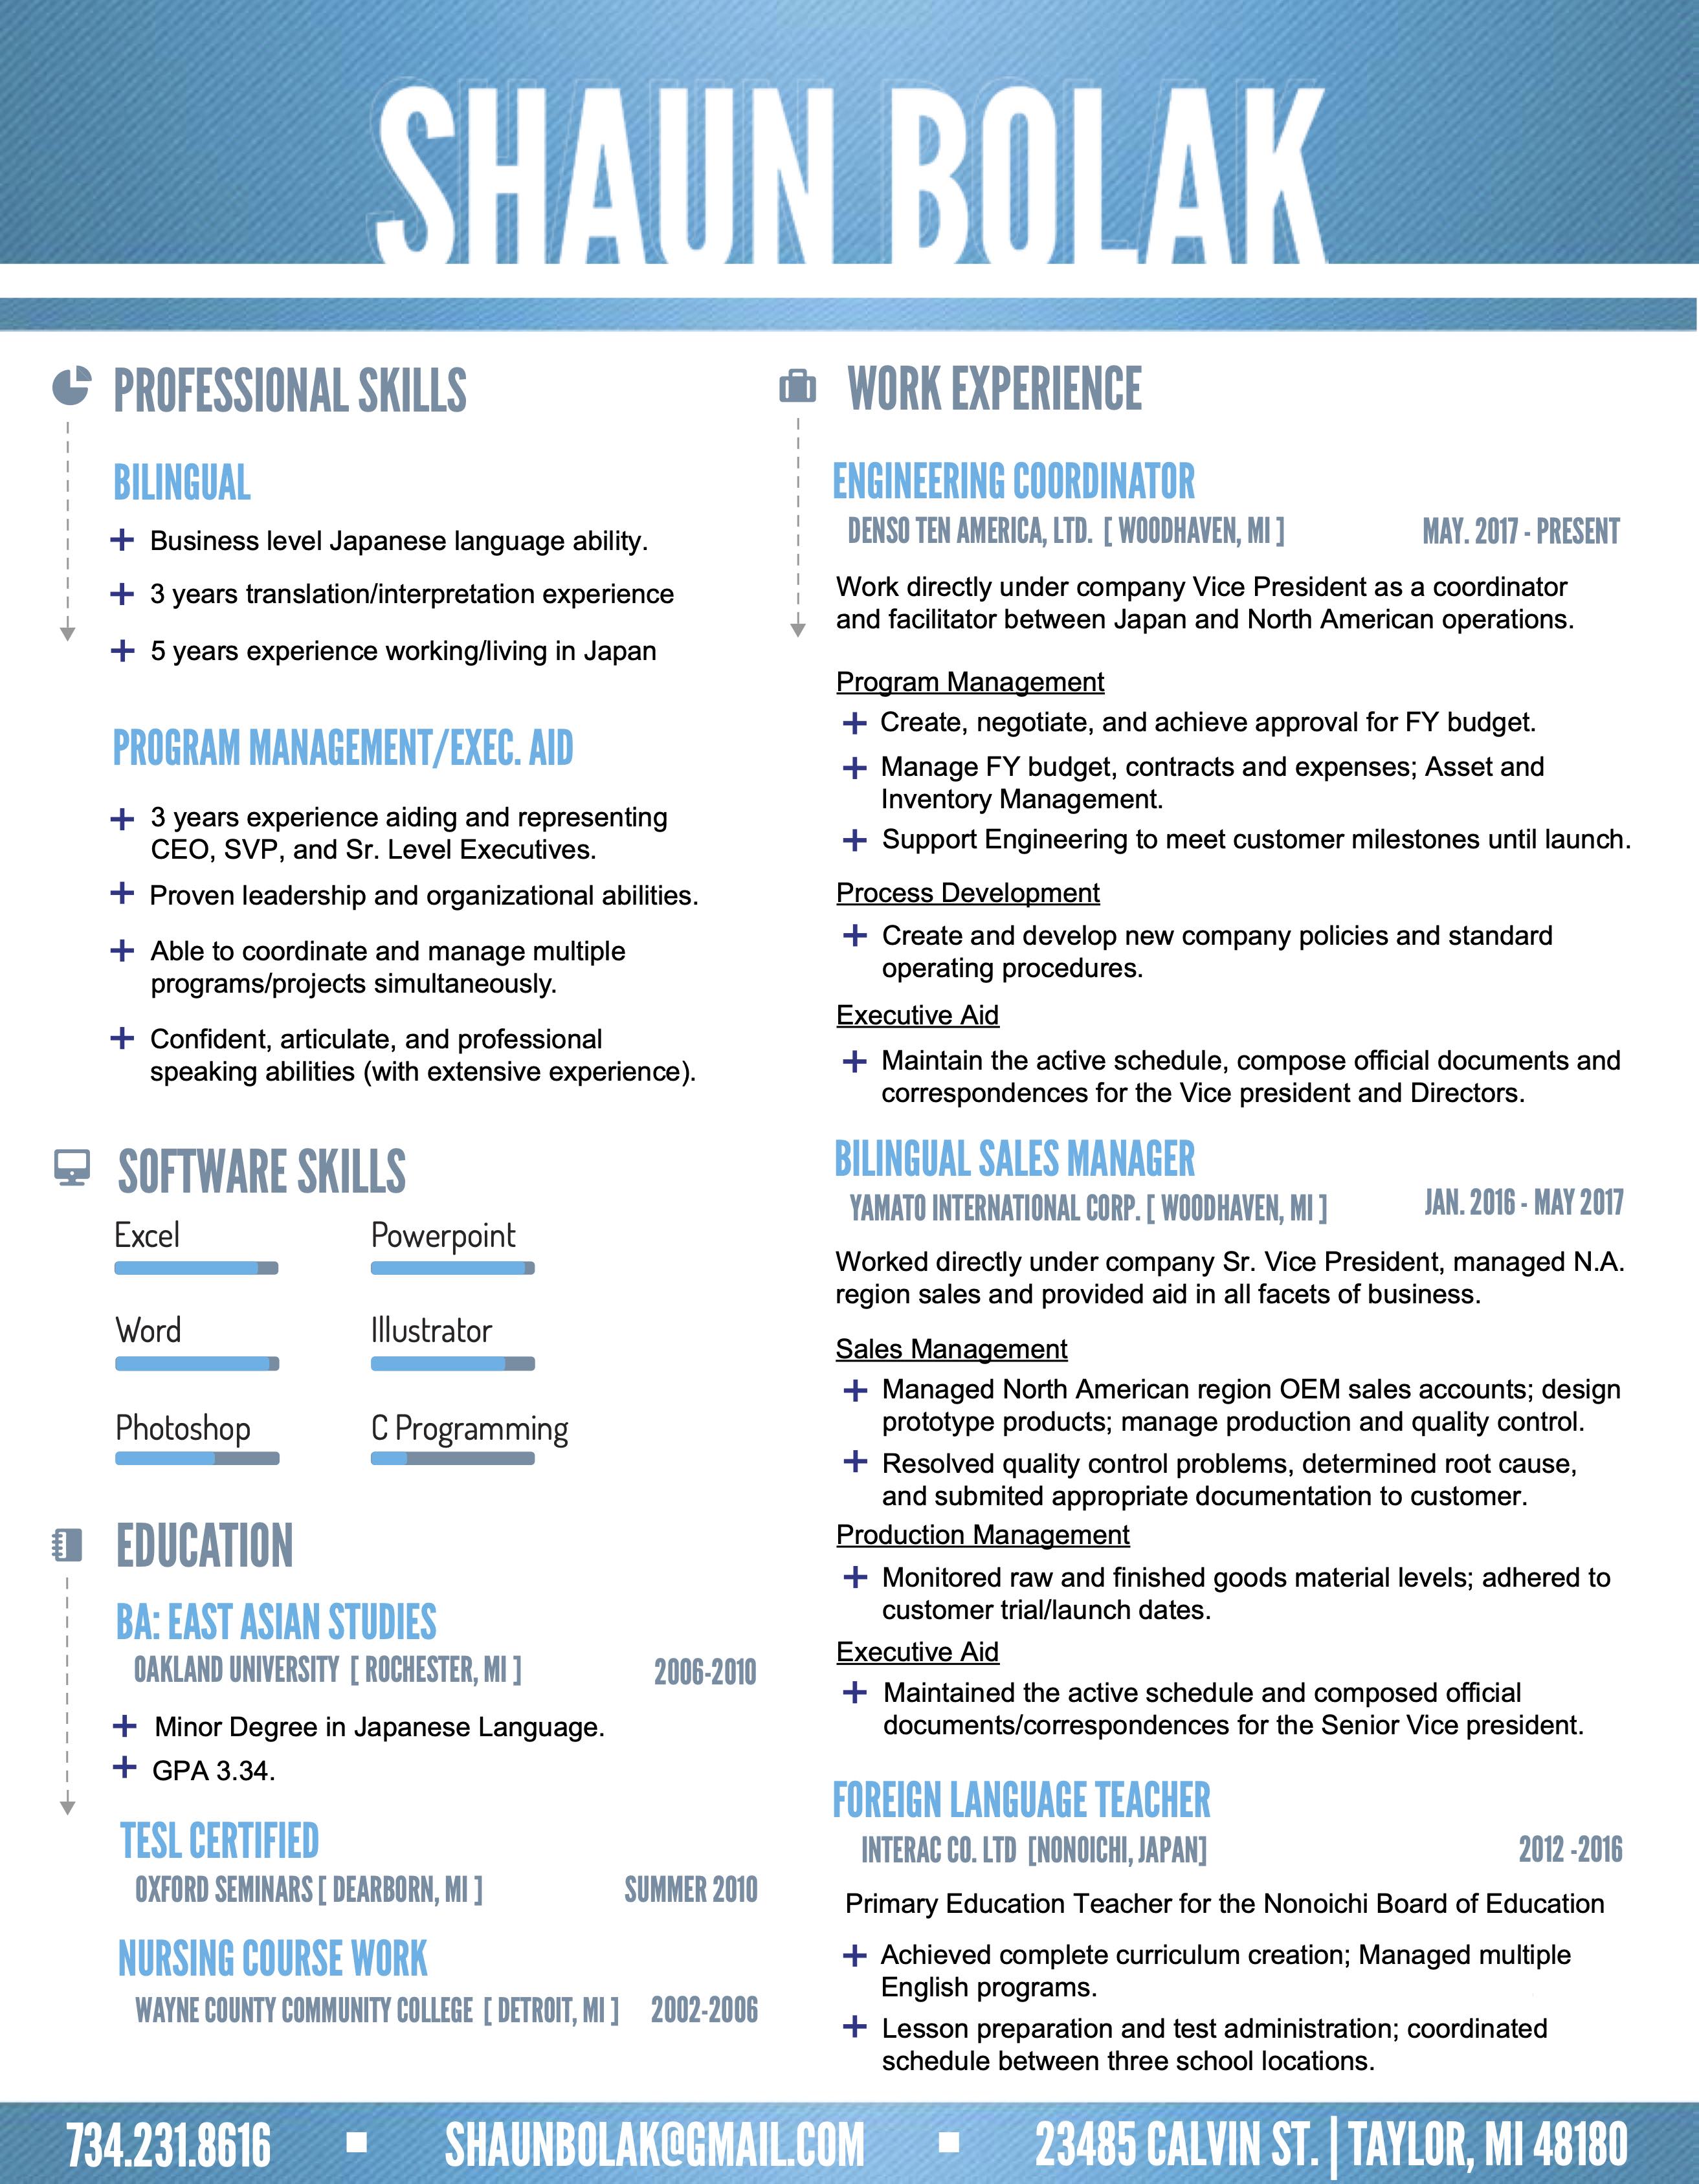 SHAUN BOLAK
PROFESSIONAL SKILLS
BILINGUAL
Business level Japanese language ability.
3 years translation/interpretation experience
5 years experience working/living in Japan
PROGRAM MANAGEMENT/EXEC. AID
3 years experience aiding and representing
CEO, SVP, and Sr. Level Executives.
Proven leadership and organizational abilities.
Able to coordinate and manage multiple
programs/projects simultaneously.
Confident, articulate, and professional
speaking abilities (with extensive experience).
SOFTWARE SKILLS
Excel Powerpoint
Word Illustrator
Photoshop C Programming
EDUCATION
BA: EAST ASIAN STUDIES
OAKLAND UNIVERSITY [ ROCHESTER, MI ] 2006-2010
Minor Degree in Japanese Language.
GPA 3.34.
TESL CERTIFIED
OXFORD SEMINARS [ DEARBORN, MI ] SUMMER 2010
NURSING COURSE WORK
WAYNE COUNTY COMMUNITY COLLEGE [ DETROIT, MI ] 2002-2006
WORK EXPERIENCE
ENGINEERING COORDINATOR
DENSO TEN AMERICA, LTD. [ WOODHAVEN, MI ] MAY. 2017 - PRESENT
Work directly under company Vice President as a coordinator
and facilitator between Japan and North American operations.
Program Management
Create, negotiate, and achieve approval for FY budget.
Manage FY budget, contracts and expenses; Asset and
Inventory Management.
Support Engineering to meet customer milestones until launch.
Process Development
Create and develop new company policies and standard
operating procedures.
Executive Aid
Maintain the active schedule, compose official documents and
correspondences for the Vice president and Directors.
BILINGUAL SALES MANAGER
YAMATO INTERNATIONAL CORP. [ WOODHAVEN, MI ] JAN. 2016 - MAY 2017
Worked directly under company Sr. Vice President, managed N.A.
region sales and provided aid in all facets of business.
Sales Management
Managed North American region OEM sales accounts; design
prototype products; manage production and quality control.
Resolved quality control problems, determined root cause,
and submited appropriate documentation to customer.
Production Management
Monitored raw and finished goods material levels; adhered to
customer trial/launch dates.
Executive Aid
Maintained the active schedule and composed official
documents/correspondences for the Senior Vice president.
FOREIGN LANGUAGE TEACHER
INTERAC CO. LTD [NONOICHI, JAPAN] 2012 -2016
Primary Education Teacher for the Nonoichi Board of Education
Achieved complete curriculum creation; Managed multiple
English programs.
Lesson preparation and test administration; coordinated
schedule between three school locations.
734.231.8616 ▪ SHAUNBOLAK@GMAIL.COM ▪ 23485 CALVIN ST. | TAYLOR, MI 48180